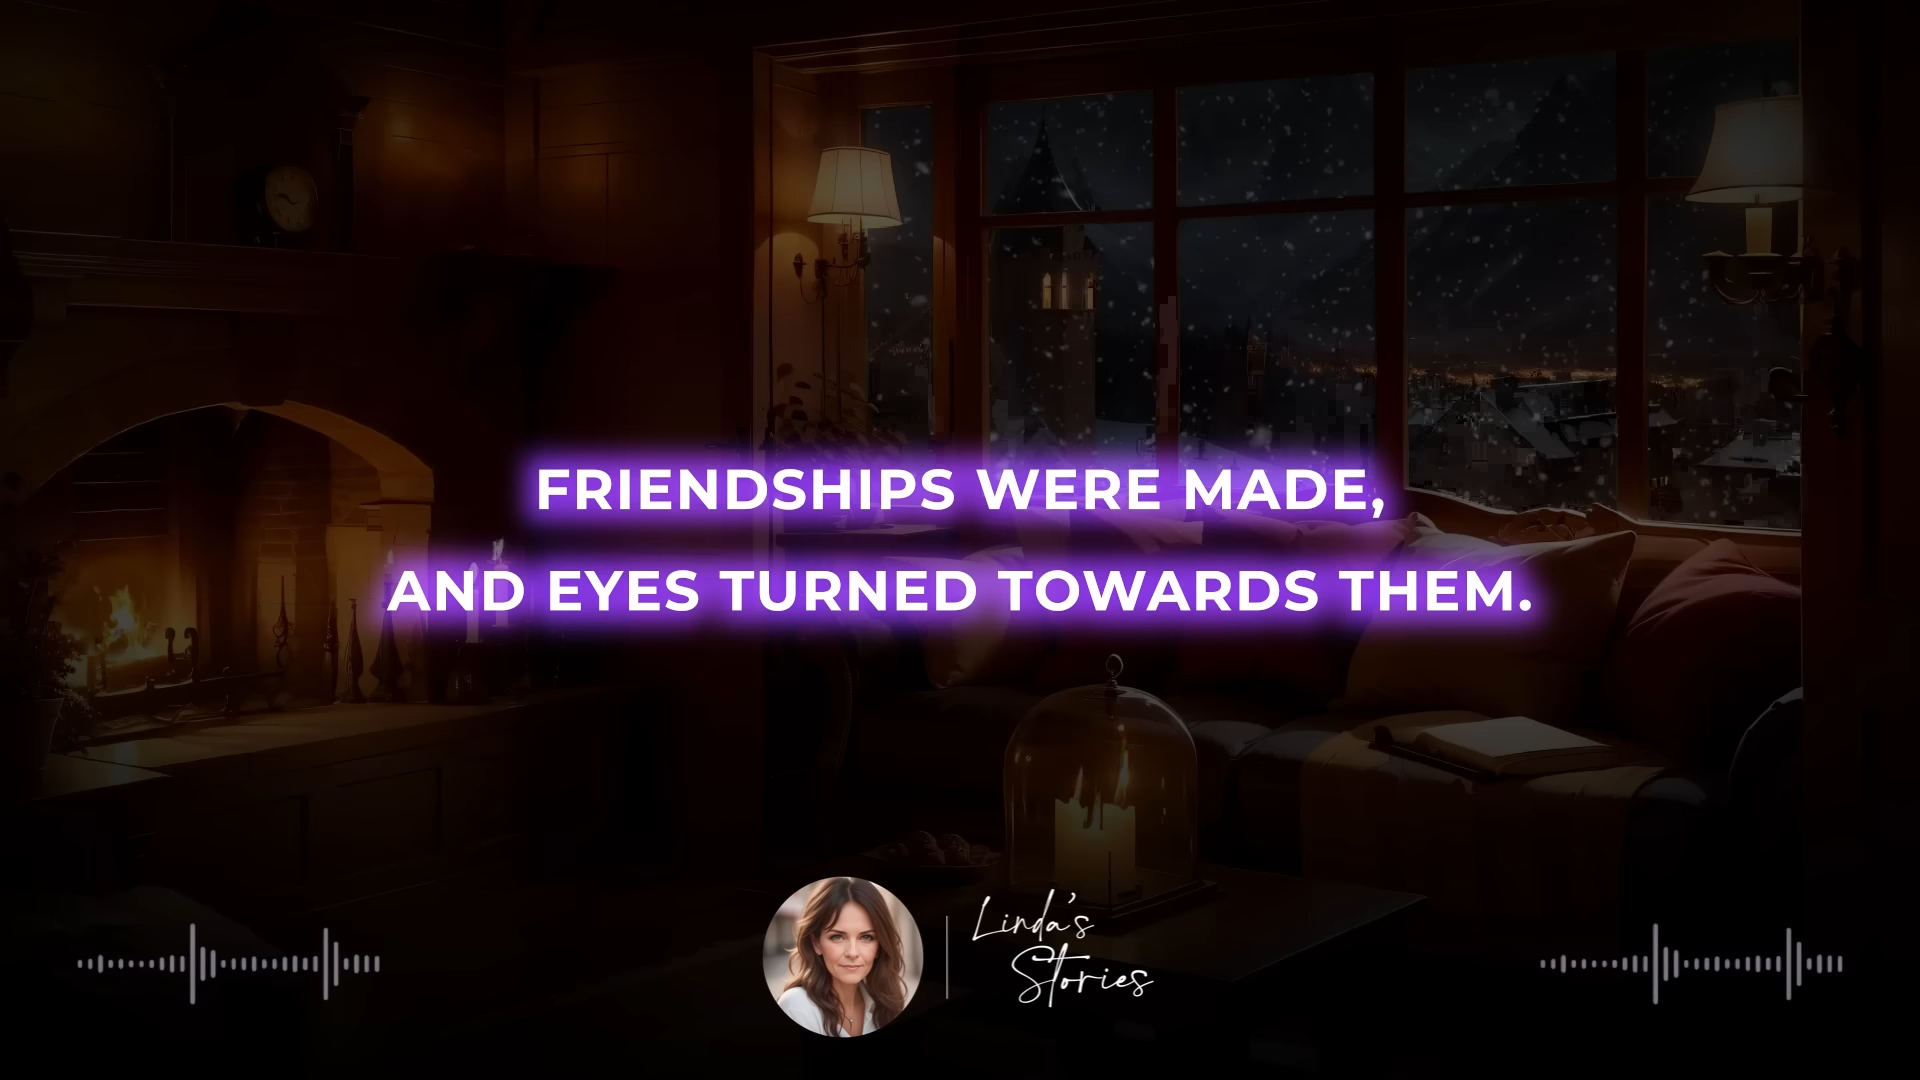 FRIENDSHIPS WERE MADE,
AND EYES TURNED TOWARDS THEM.
Linda's
Stories